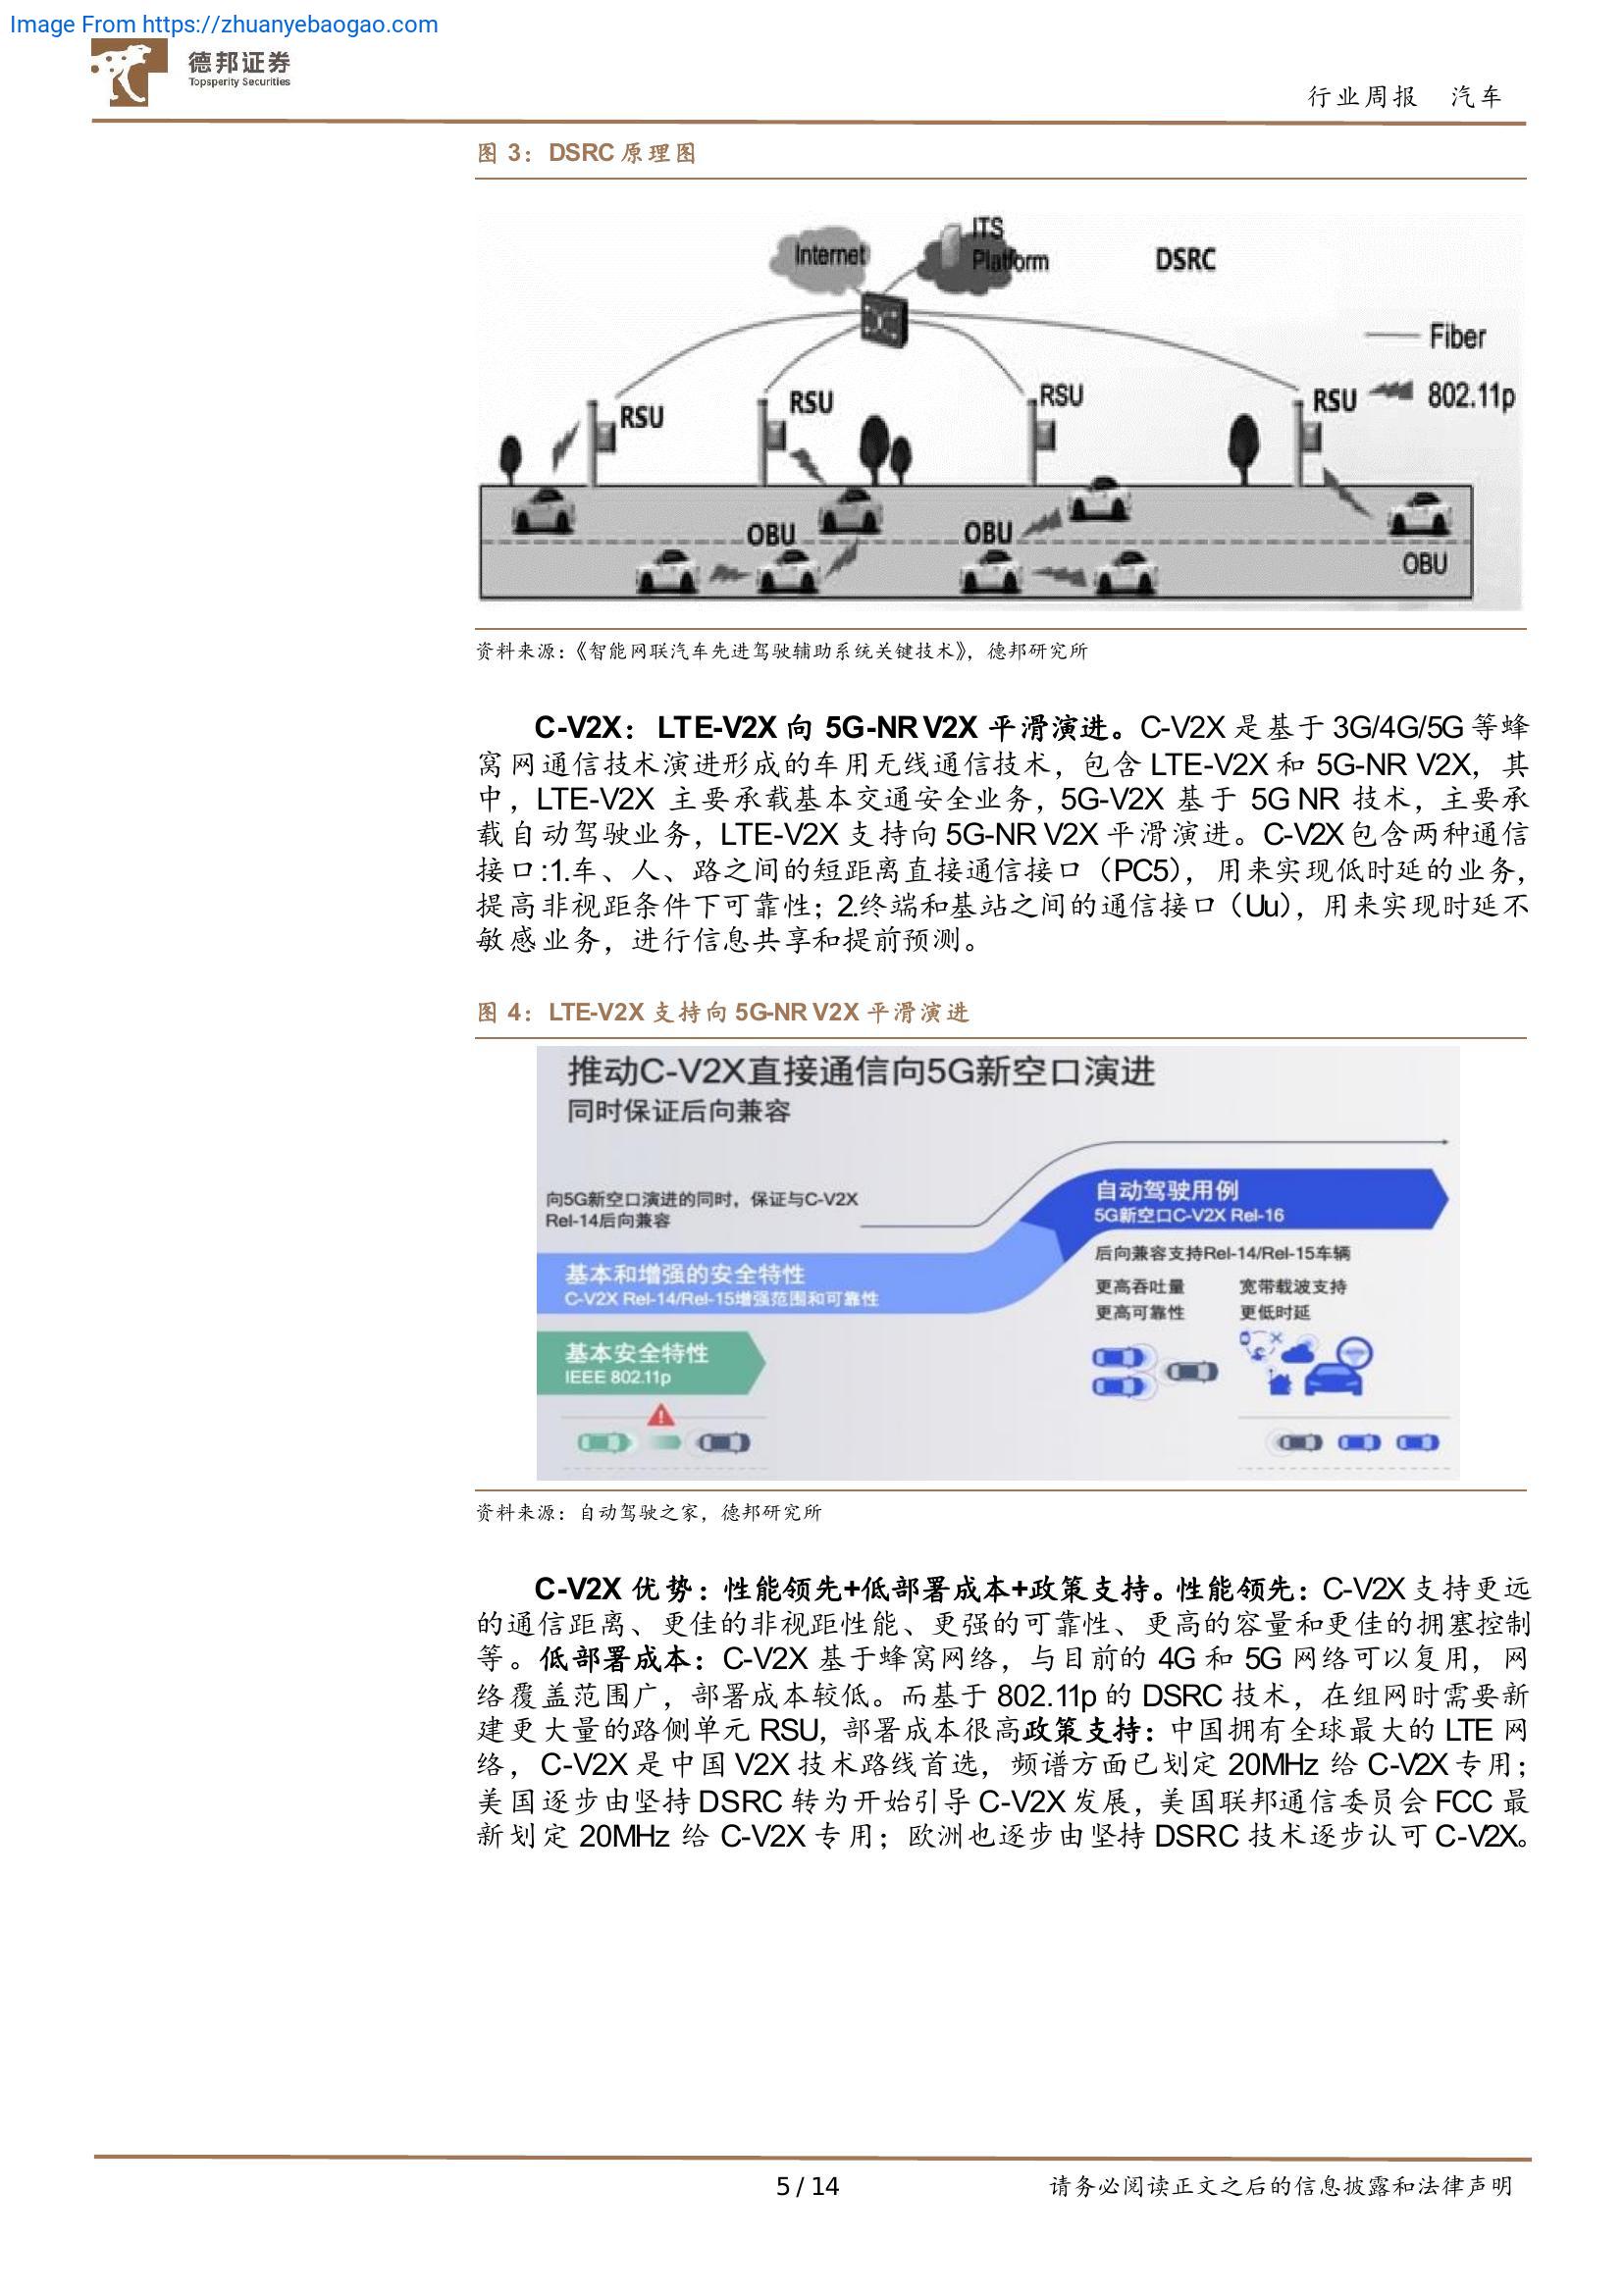 Image From https://zhuanyebaogao.com
德邦证券
Topsperity Securities
行业周报 汽车
图 3：DSRC 原理图
Internet
ITS
Platform
DSRC
Fiber
802.11p
RSU
RSU
RSU
RSU
OBU
OBU
OBU
资料来源：《智能网联汽车先进驾驶辅助系统关键技术》，德邦研究所
C-V2X：LTE-V2X 向 5G-NR V2X 平滑演进。C-V2X 是基于 3G/4G/5G 等蜂
窝网通信技术演进形成的车用无线通信技术，包含 LTE-V2X 和 5G-NR V2X，其
中，LTE-V2X 主要承载基本交通安全业务，5G-V2X 基于 5G NR 技术，主要承
载自动驾驶业务，LTE-V2X 支持向 5G-NR V2X 平滑演进。C-V2X 包含两种通信
接口:1.车、人、路之间的短距离直接通信接口（PC5），用来实现低时延的业务，
提高非视距条件下可靠性；2.终端和基站之间的通信接口（Uu），用来实现时延不
敏感业务，进行信息共享和提前预测。
图 4：LTE-V2X 支持向 5G-NR V2X 平滑演进
推动C-V2X直接通信向5G新空口演进
同时保证后向兼容
向5G新空口演进的同时，保证与C-V2X
Rel-14后向兼容
自动驾驶用例
5G新空口C-V2X Rel-16
后向兼容支持Rel-14/Rel-15车辆
基本和增强的安全特性
C-V2X Rel-14/Rel-15增强范围和可靠性
更高吞吐量 宽带载波支持
更高可靠性 更低时延
基本安全特性
IEEE 802.11p
资料来源：自动驾驶之家，德邦研究所
C-V2X 优势：性能领先+低部署成本+政策支持。性能领先：C-V2X 支持更远
的通信距离、更佳的非视距性能、更强的可靠性、更高的容量和更佳的拥塞控制
等。低部署成本：C-V2X 基于蜂窝网络，与目前的 4G 和 5G 网络可以复用，网
络覆盖范围广，部署成本较低。而基于 802.11p 的 DSRC 技术，在组网时需要新
建更大量的路侧单元 RSU，部署成本很高政策支持：中国拥有全球最大的 LTE 网
络，C-V2X 是中国 V2X 技术路线首选，频谱方面已划定 20MHz 给 C-V2X 专用；
美国逐步由坚持 DSRC 转为开始引导 C-V2X 发展，美国联邦通信委员会 FCC 最
新划定 20MHz 给 C-V2X 专用；欧洲也逐步由坚持 DSRC 技术逐步认可 C-V2X。
5 / 14
请务必阅读正文之后的信息披露和法律声明